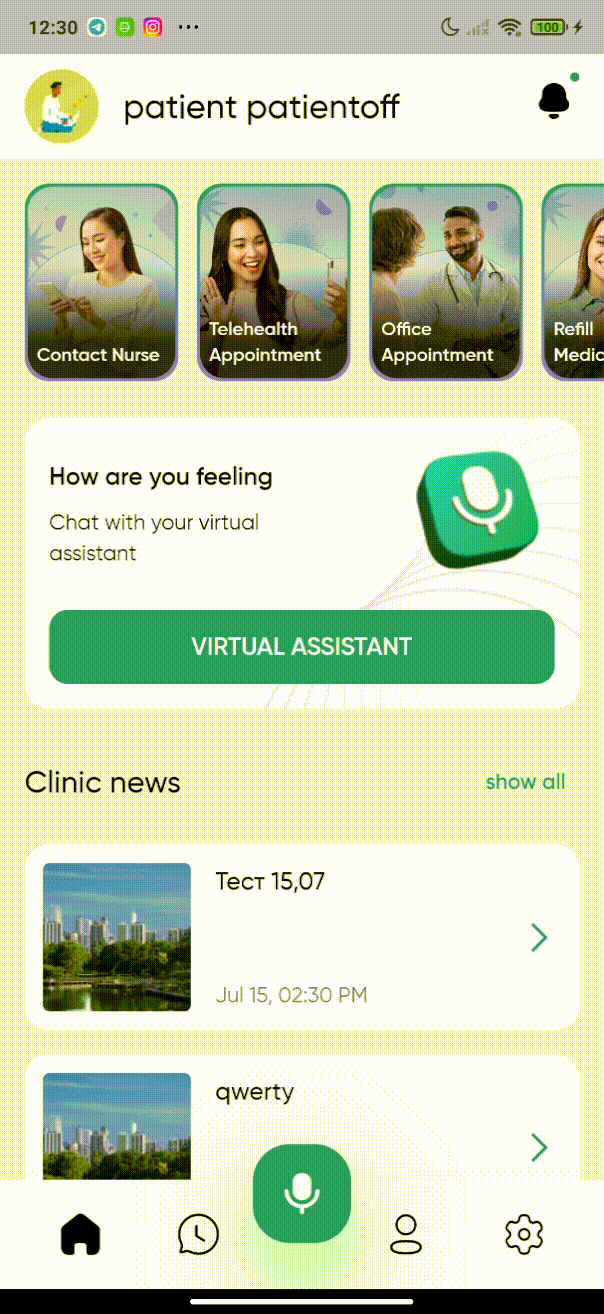 12:30
100
patient patientoff
Contact Nurse
Telehealth
Appointment
Office
Appointment
Refill
Medic
How are you feeling
Chat with your virtual
assistant
VIRTUAL ASSISTANT
Clinic news
show all
Тест 15,07
Jul 15, 02:30 PM
qwerty